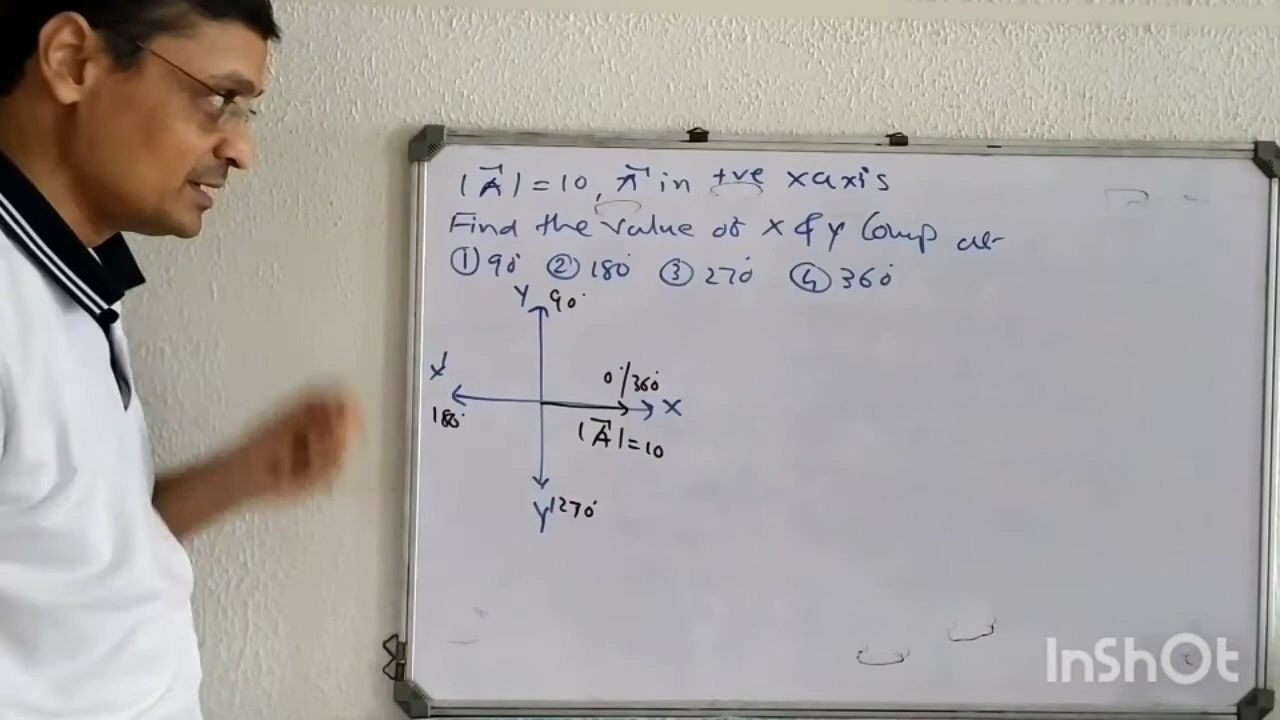 |A⃗| = 10, A⃗ in +ve x axis
Find the value of x & y Comp at
① 90° ② 180° ③ 270° ④ 360°
Y 90°
X'
0°/360°
X
180°
|A⃗| = 10
Y' 270°
InShOt